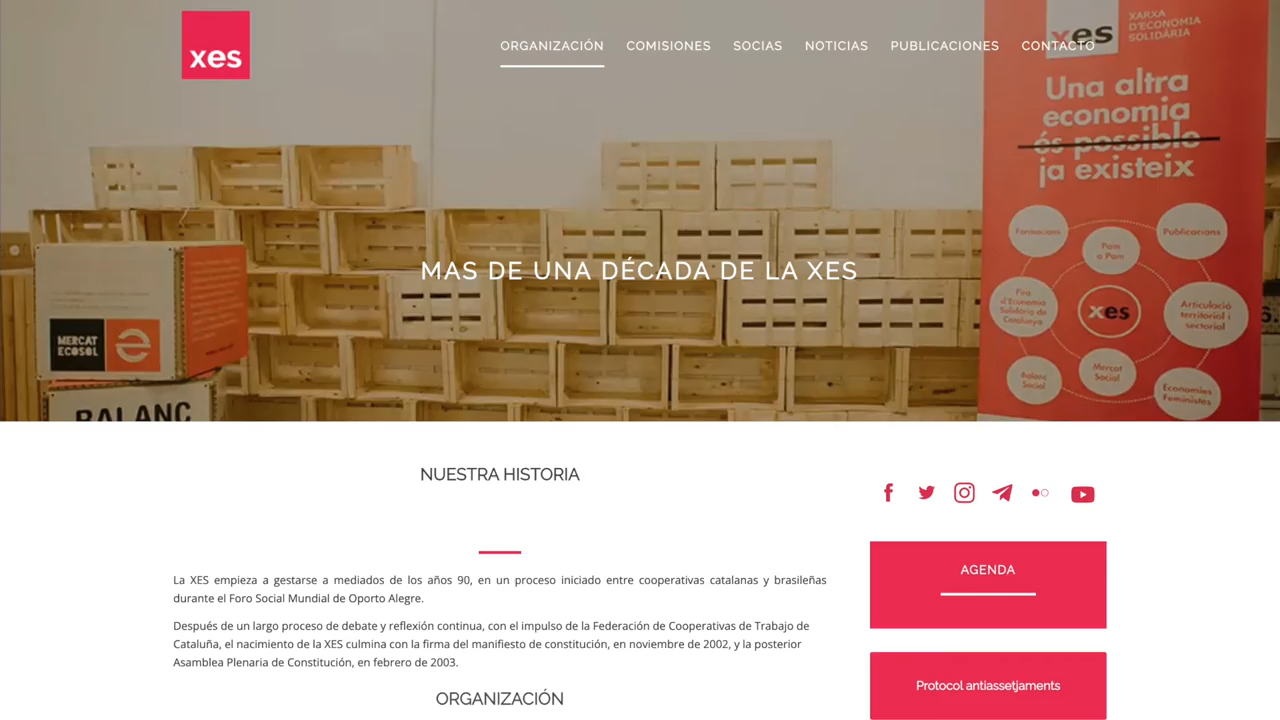 xes
ORGANIZACIÓN COMISIONES SOCIAS NOTICIAS PUBLICACIONES CONTACTO
xes
XARXA
D'ECONOMIA
SOLIDÀRIA
Una altra
economia
és possible
ja existeix
Formacions
Pam
a Pam
Publicacions
Fira
d'Economia
Solidària de
Catalunya
xes
Articulació
territorial i
sectorial
Balanç
Social
Mercat
Social
Economies
Feministes
MERCAT
ECOSOL
BALANÇ
MAS DE UNA DÉCADA DE LA XES
NUESTRA HISTORIA
La XES empieza a gestarse a mediados de los años 90, en un proceso iniciado entre cooperativas catalanas y brasileñas
durante el Foro Social Mundial de Oporto Alegre.
Después de un largo proceso de debate y reflexión continua, con el impulso de la Federación de Cooperativas de Trabajo de
Cataluña, el nacimiento de la XES culmina con la firma del manifiesto de constitución, en noviembre de 2002, y la posterior
Asamblea Plenaria de Constitución, en febrero de 2003.
ORGANIZACIÓN
AGENDA
Protocol antiassetjaments